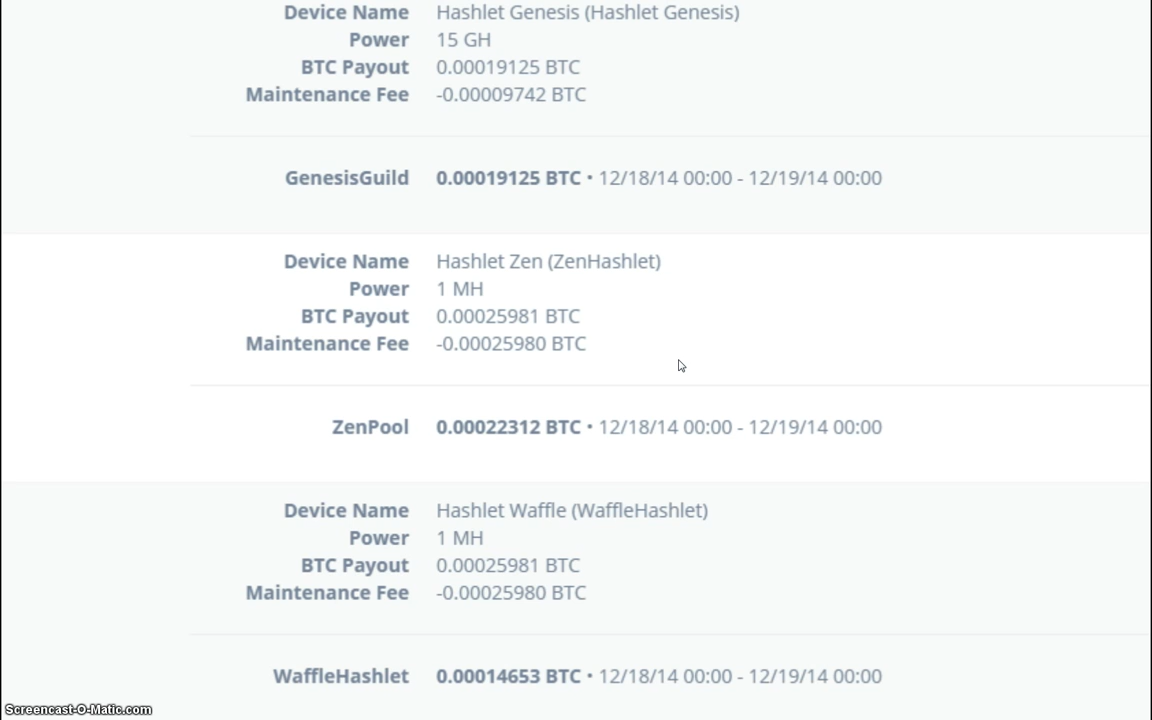 Device Name Hashlet Genesis (Hashlet Genesis)
Power 15 GH
BTC Payout 0.00019125 BTC
Maintenance Fee -0.00009742 BTC
GenesisGuild 0.00019125 BTC • 12/18/14 00:00 - 12/19/14 00:00
Device Name Hashlet Zen (ZenHashlet)
Power 1 MH
BTC Payout 0.00025981 BTC
Maintenance Fee -0.00025980 BTC
ZenPool 0.00022312 BTC • 12/18/14 00:00 - 12/19/14 00:00
Device Name Hashlet Waffle (WaffleHashlet)
Power 1 MH
BTC Payout 0.00025981 BTC
Maintenance Fee -0.00025980 BTC
WaffleHashlet 0.00014653 BTC • 12/18/14 00:00 - 12/19/14 00:00
Screencast-O-Matic.com